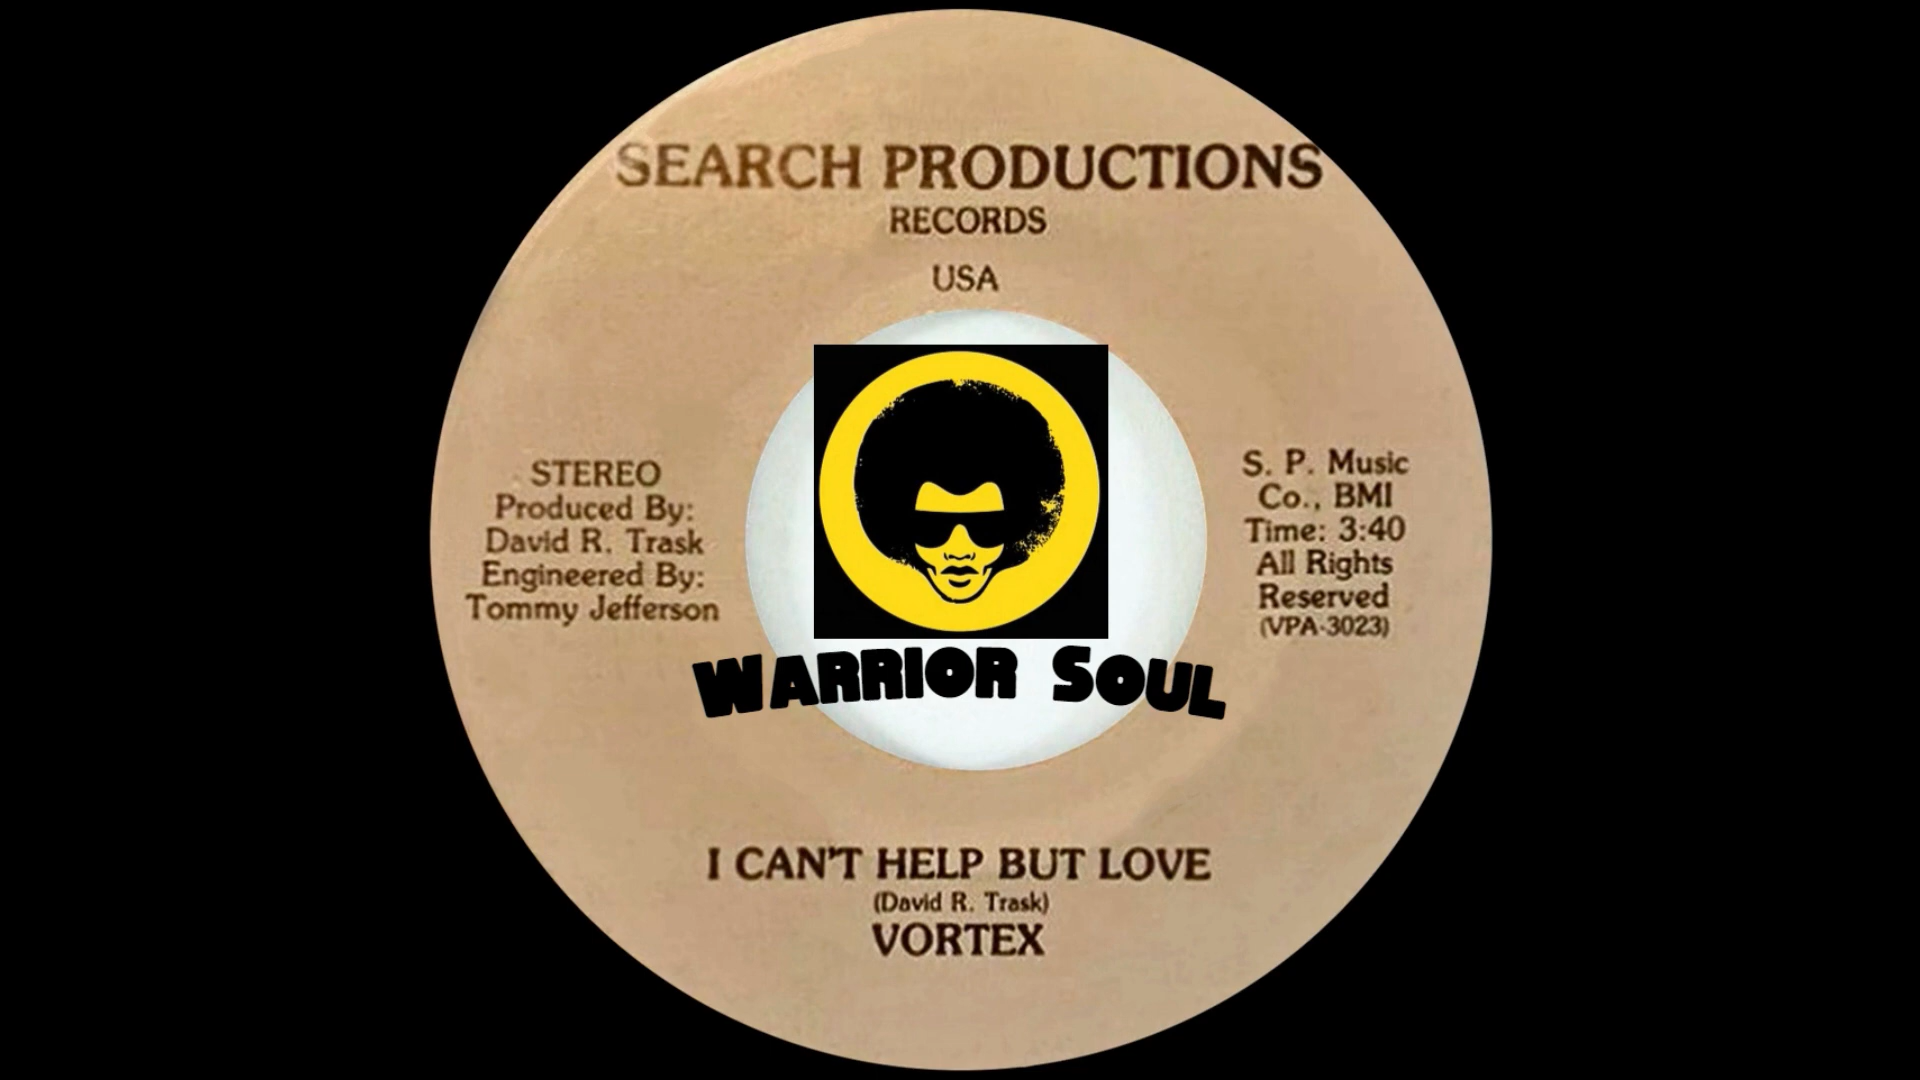 SEARCH PRODUCTIONS
RECORDS
USA
STEREO
Produced By:
David R. Trask
Engineered By:
Tommy Jefferson
S. P. Music
Co., BMI
Time: 3:40
All Rights
Reserved
(VPA-3023)
WARRIOR SOUL
I CAN'T HELP BUT LOVE
(David R. Trask)
VORTEX